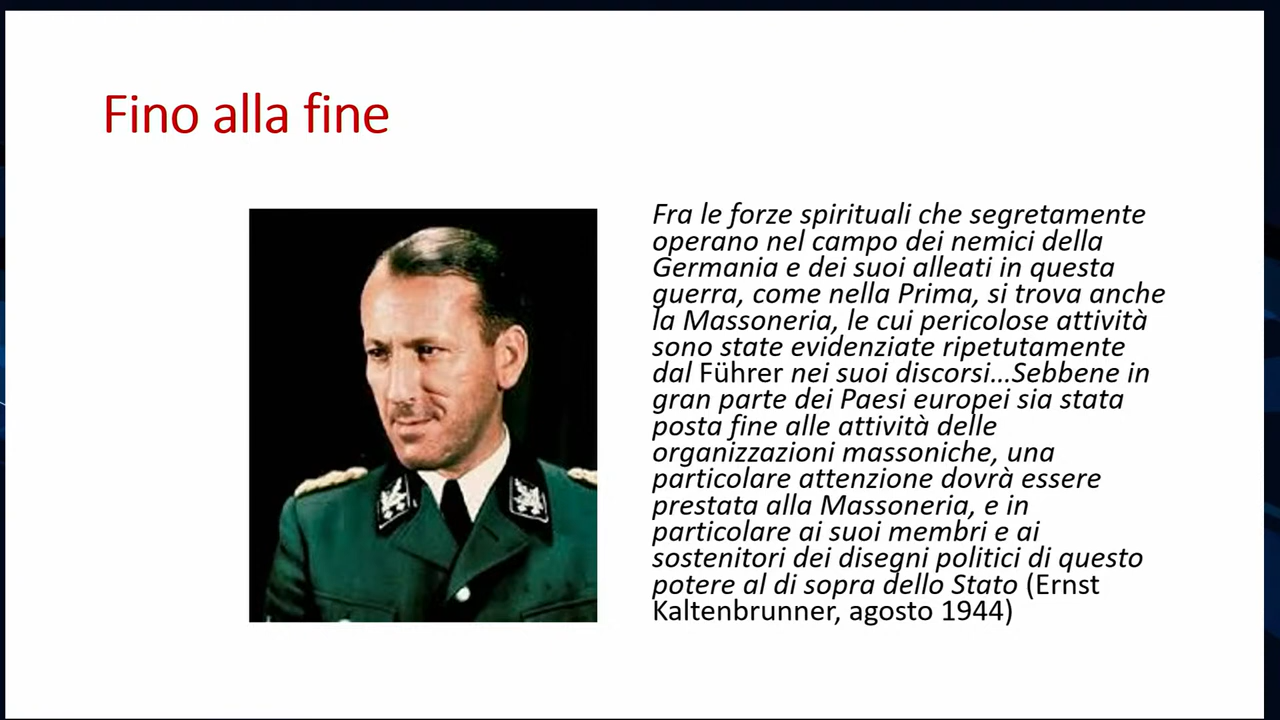 Fino alla fine
Fra le forze spirituali che segretamente
operano nel campo dei nemici della
Germania e dei suoi alleati in questa
guerra, come nella Prima, si trova anche
la Massoneria, le cui pericolose attività
sono state evidenziate ripetutamente
dal Führer nei suoi discorsi...Sebbene in
gran parte dei Paesi europei sia stata
posta fine alle attività delle
organizzazioni massoniche, una
particolare attenzione dovrà essere
prestata alla Massoneria, e in
particolare ai suoi membri e ai
sostenitori dei disegni politici di questo
potere al di sopra dello Stato (Ernst
Kaltenbrunner, agosto 1944)